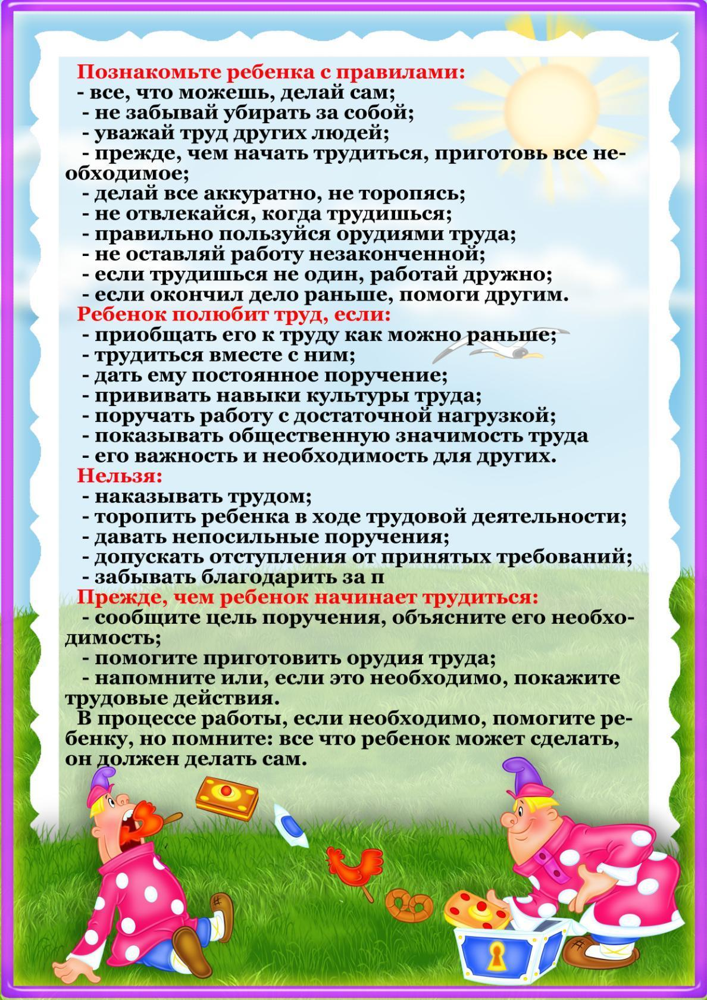 Познакомьте ребенка с правилами:
- все, что можешь, делай сам;
- не забывай убирать за собой;
- уважай труд других людей;
- прежде, чем начать трудиться, приготовь все не-
обходимое;
- делай все аккуратно, не торопясь;
- не отвлекайся, когда трудишься;
- правильно пользуйся орудиями труда;
- не оставляй работу незаконченной;
- если трудишься не один, работай дружно;
- если окончил дело раньше, помоги другим.
Ребенок полюбит труд, если:
- приобщать его к труду как можно раньше;
- трудиться вместе с ним;
- дать ему постоянное поручение;
- прививать навыки культуры труда;
- поручать работу с достаточной нагрузкой;
- показывать общественную значимость труда
- его важность и необходимость для других.
Нельзя:
- наказывать трудом;
- торопить ребенка в ходе трудовой деятельности;
- давать непосильные поручения;
- допускать отступления от принятых требований;
- забывать благодарить за п
Прежде, чем ребенок начинает трудиться:
- сообщите цель поручения, объясните его необхо-
димость;
- помогите приготовить орудия труда;
- напомните или, если это необходимо, покажите
трудовые действия.
В процессе работы, если необходимо, помогите ре-
бенку, но помните: все что ребенок может сделать,
он должен делать сам.